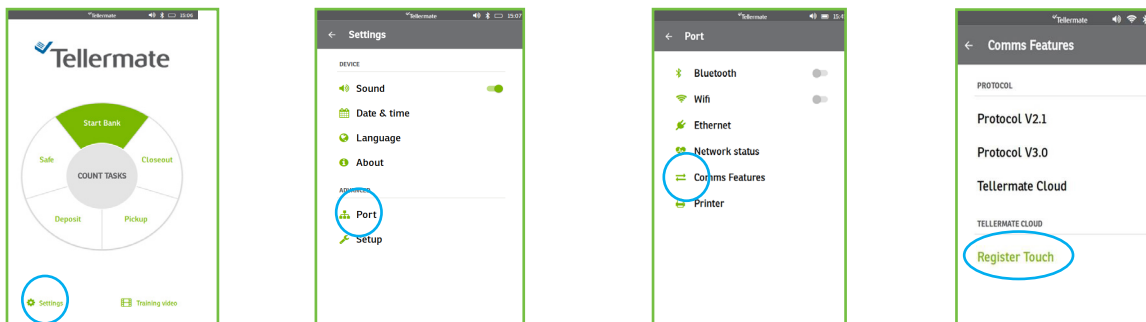 Tellermate 15:06
Tellermate
Start Bank
Safe
Closeout
COUNT TASKS
Deposit
Pickup
Settings
Training video
Tellermate 15:07
← Settings
DEVICE
Sound
Date & time
Language
About
ADVANCED
Port
Setup
Tellermate
← Port
Bluetooth
Wifi
Ethernet
Network status
Comms Features
Printer
Tellermate
← Comms Features
PROTOCOL
Protocol V2.1
Protocol V3.0
Tellermate Cloud
TELLERMATE CLOUD
Register Touch